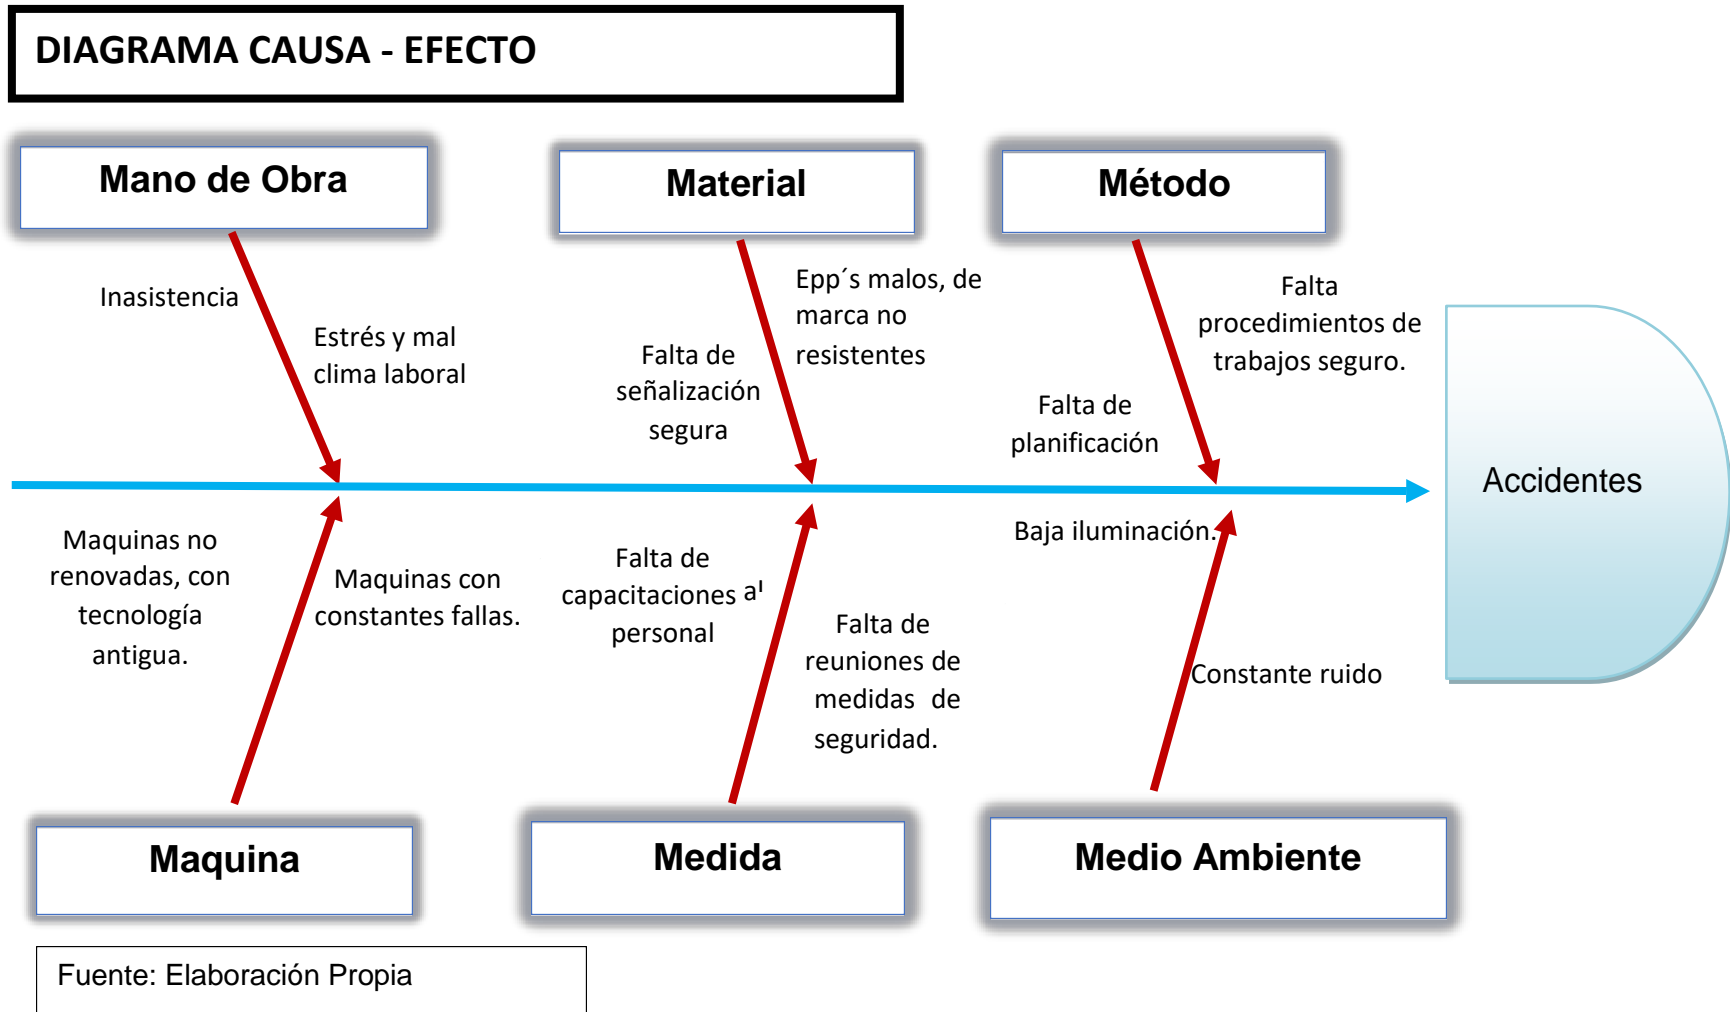 DIAGRAMA CAUSA - EFECTO
Mano de Obra
Material
Método
Inasistencia
Estrés y mal
clima laboral
Falta de
señalización
segura
Epp´s malos, de
marca no
resistentes
Falta de
planificación
Falta
procedimientos de
trabajos seguro.
Accidentes
Maquinas no
renovadas, con
tecnología
antigua.
Maquinas con
constantes fallas.
Falta de
capacitaciones al
personal
Falta de
reuniones de
medidas de
seguridad.
Baja iluminación.
Constante ruido
Maquina
Medida
Medio Ambiente
Fuente: Elaboración Propia